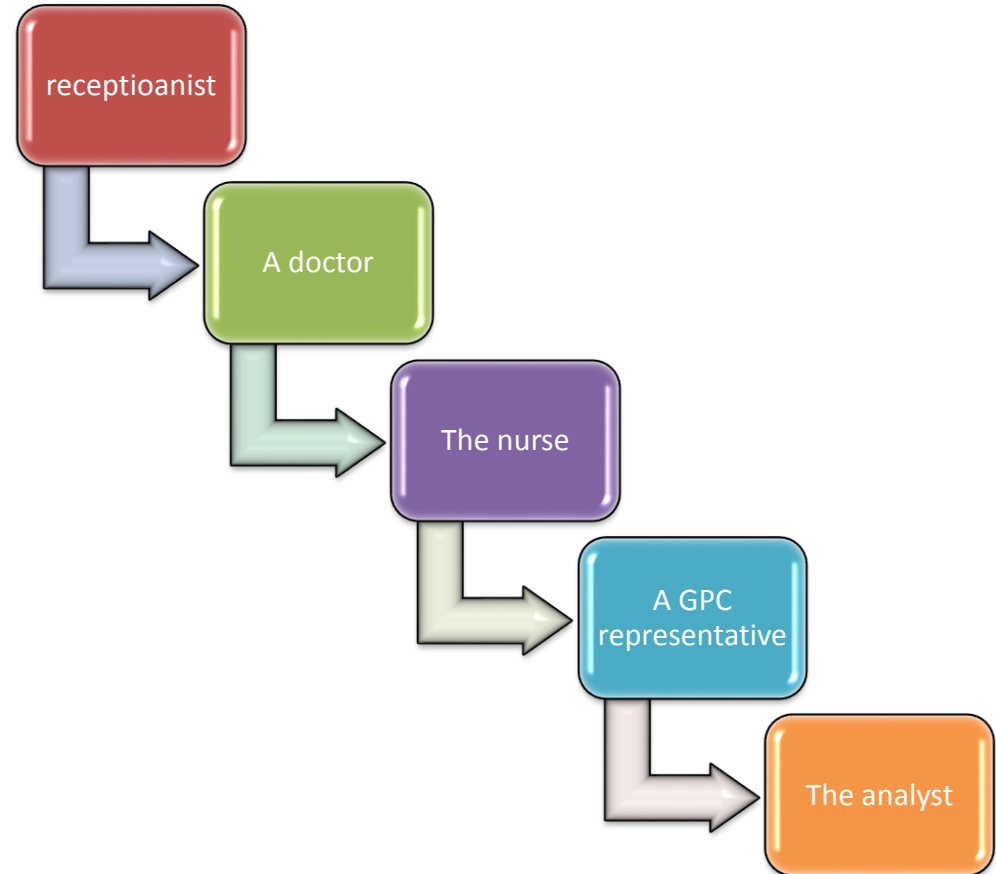 receptioanist
A doctor
The nurse
A GPC
representative
The analyst